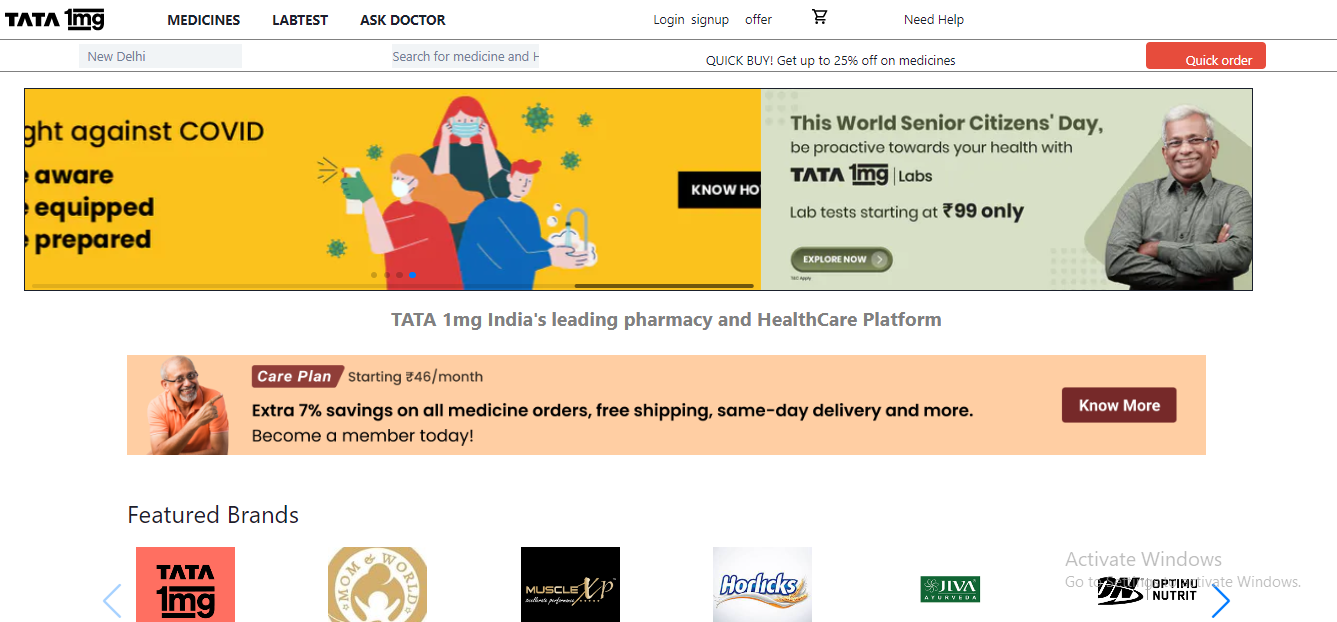 TATA 1mg MEDICINES LABTEST ASK DOCTOR Login signup offer Need Help
New Delhi Search for medicine and H QUICK BUY! Get up to 25% off on medicines Quick order
ght against COVID
aware
equipped
prepared
KNOW HO
This World Senior Citizens' Day,
be proactive towards your health with
TATA 1mg | Labs
Lab tests starting at ₹99 only
EXPLORE NOW
T&C Apply
TATA 1mg India's leading pharmacy and HealthCare Platform
Care Plan Starting ₹46/month
Extra 7% savings on all medicine orders, free shipping, same-day delivery and more.
Become a member today!
Know More
Featured Brands
TATA
1mg
MOM & WORLD
MUSCLE XP
accelerate performance
Horlicks
JIVA
AYURVEDA
OPTIMU
NUTRIT
Activate Windows
Go to Settings to activate Windows.